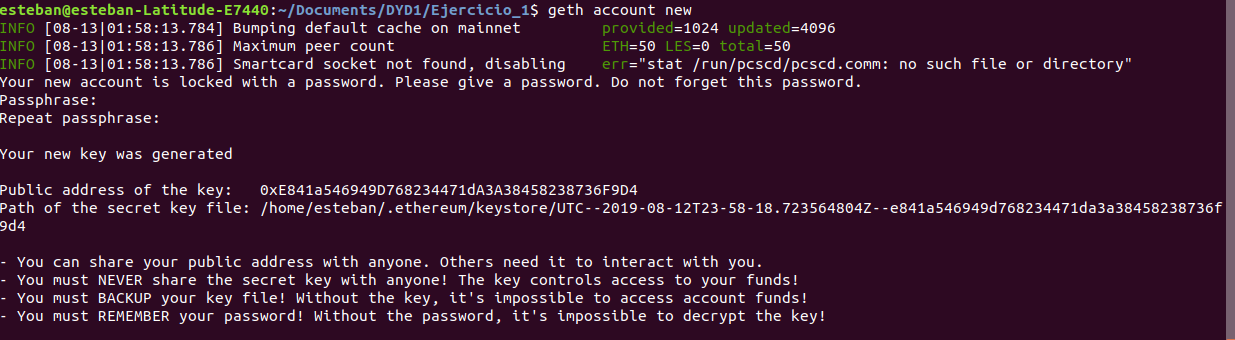 esteban@esteban-Latitude-E7440:~/Documents/DYD1/Ejercicio_1$ geth account new
INFO [08-13|01:58:13.784] Bumping default cache on mainnet         provided=1024 updated=4096
INFO [08-13|01:58:13.786] Maximum peer count                       ETH=50 LES=0 total=50
INFO [08-13|01:58:13.786] Smartcard socket not found, disabling    err="stat /run/pcscd/pcscd.comm: no such file or directory"
Your new account is locked with a password. Please give a password. Do not forget this password.
Passphrase:
Repeat passphrase:

Your new key was generated

Public address of the key:   0xE841a546949D768234471dA3A38458238736F9D4
Path of the secret key file: /home/esteban/.ethereum/keystore/UTC--2019-08-12T23-58-18.723564804Z--e841a546949d768234471da3a38458238736f
9d4

- You can share your public address with anyone. Others need it to interact with you.
- You must NEVER share the secret key with anyone! The key controls access to your funds!
- You must BACKUP your key file! Without the key, it's impossible to access account funds!
- You must REMEMBER your password! Without the password, it's impossible to decrypt the key!